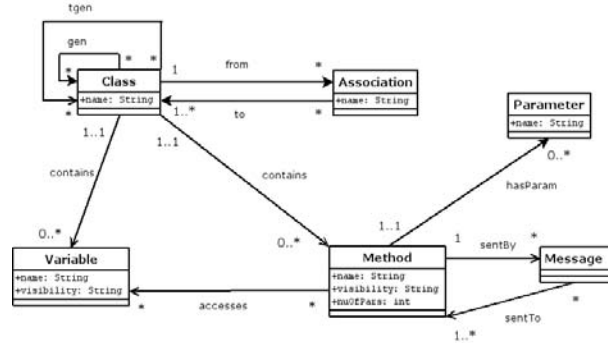 tgen
gen
* *
*
Class
+name: String
*
1 from *
Association
+name: String
1..* to *
Parameter
+name: String
1..1
1..1
0..*
contains
contains
hasParam
0..*
0..*
1..1
Variable
+name: String
+visibility: String
Method
+name: String
+visibility: String
+nuOfPars: int
1 sentBy *
Message
* accesses *
*
sentTo
1..*